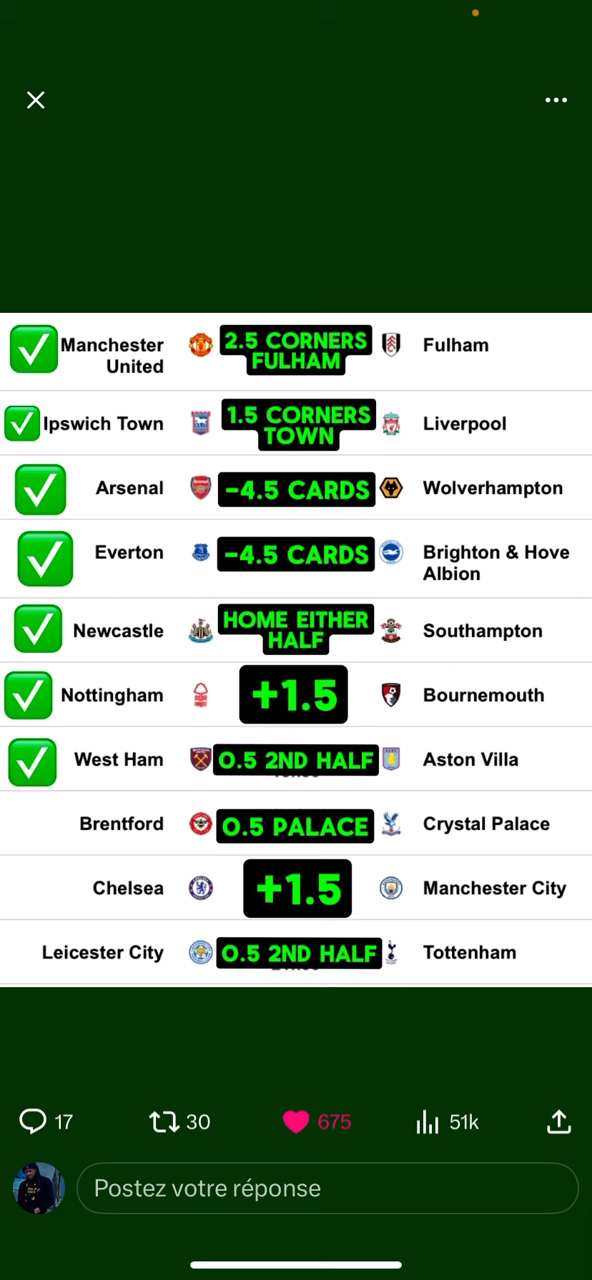 Manchester United 2.5 CORNERS FULHAM Fulham
Ipswich Town 1.5 CORNERS TOWN Liverpool
Arsenal -4.5 CARDS Wolverhampton
Everton -4.5 CARDS Brighton & Hove Albion
Newcastle HOME EITHER HALF Southampton
Nottingham +1.5 Bournemouth
West Ham 0.5 2ND HALF Aston Villa
Brentford 0.5 PALACE Crystal Palace
Chelsea +1.5 Manchester City
Leicester City 0.5 2ND HALF Tottenham
17 30 675 51k
Postez votre réponse